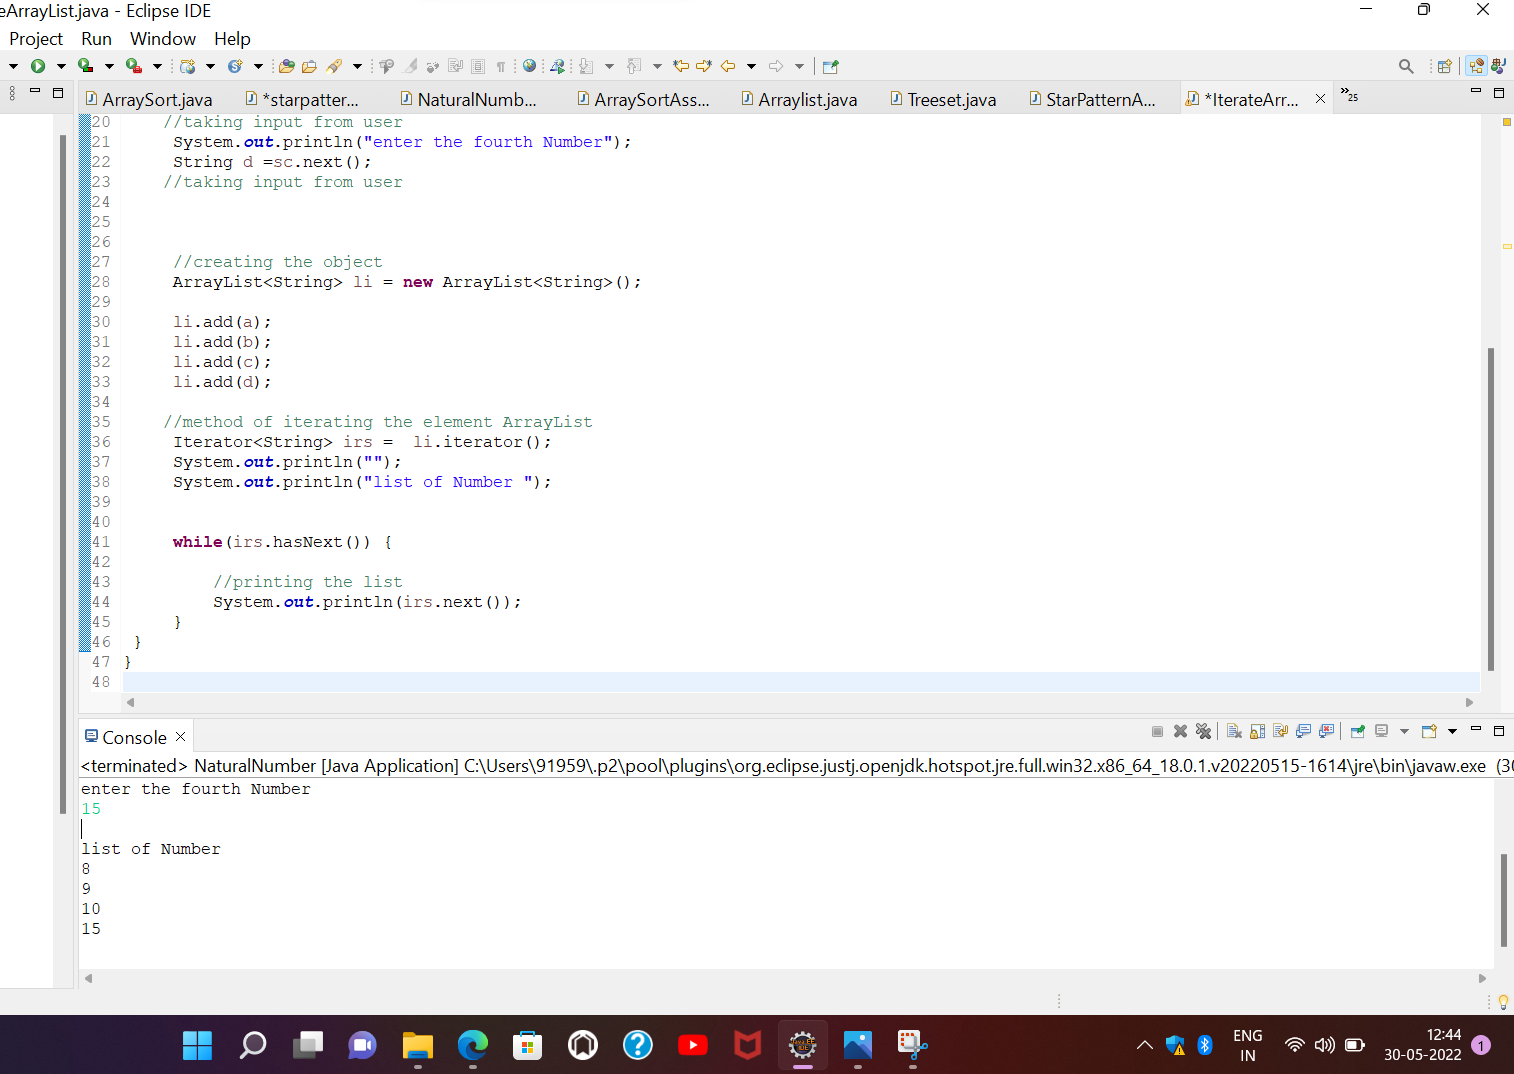 eArrayList.java - Eclipse IDE
Project Run Window Help
ArraySort.java *starpatter... NaturalNumb... ArraySortAss... Arraylist.java Treeset.java StarPatternA... *IterateArr... »25
20 //taking input from user
21 System.out.println("enter the fourth Number");
22 String d =sc.next();
23 //taking input from user
24
25
26
27 //creating the object
28 ArrayList<String> li = new ArrayList<String>();
29
30 li.add(a);
31 li.add(b);
32 li.add(c);
33 li.add(d);
34
35 //method of iterating the element ArrayList
36 Iterator<String> irs =  li.iterator();
37 System.out.println("");
38 System.out.println("list of Number ");
39
40
41 while(irs.hasNext()) {
42
43 //printing the list
44 System.out.println(irs.next());
45 }
46 }
47 }
48
Console
<terminated> NaturalNumber [Java Application] C:\Users\91959\.p2\pool\plugins\org.eclipse.justj.openjdk.hotspot.jre.full.win32.x86_64_18.0.1.v20220515-1614\jre\bin\javaw.exe (30
enter the fourth Number
15
list of Number
8
9
10
15
ENG
IN
12:44
30-05-2022
1